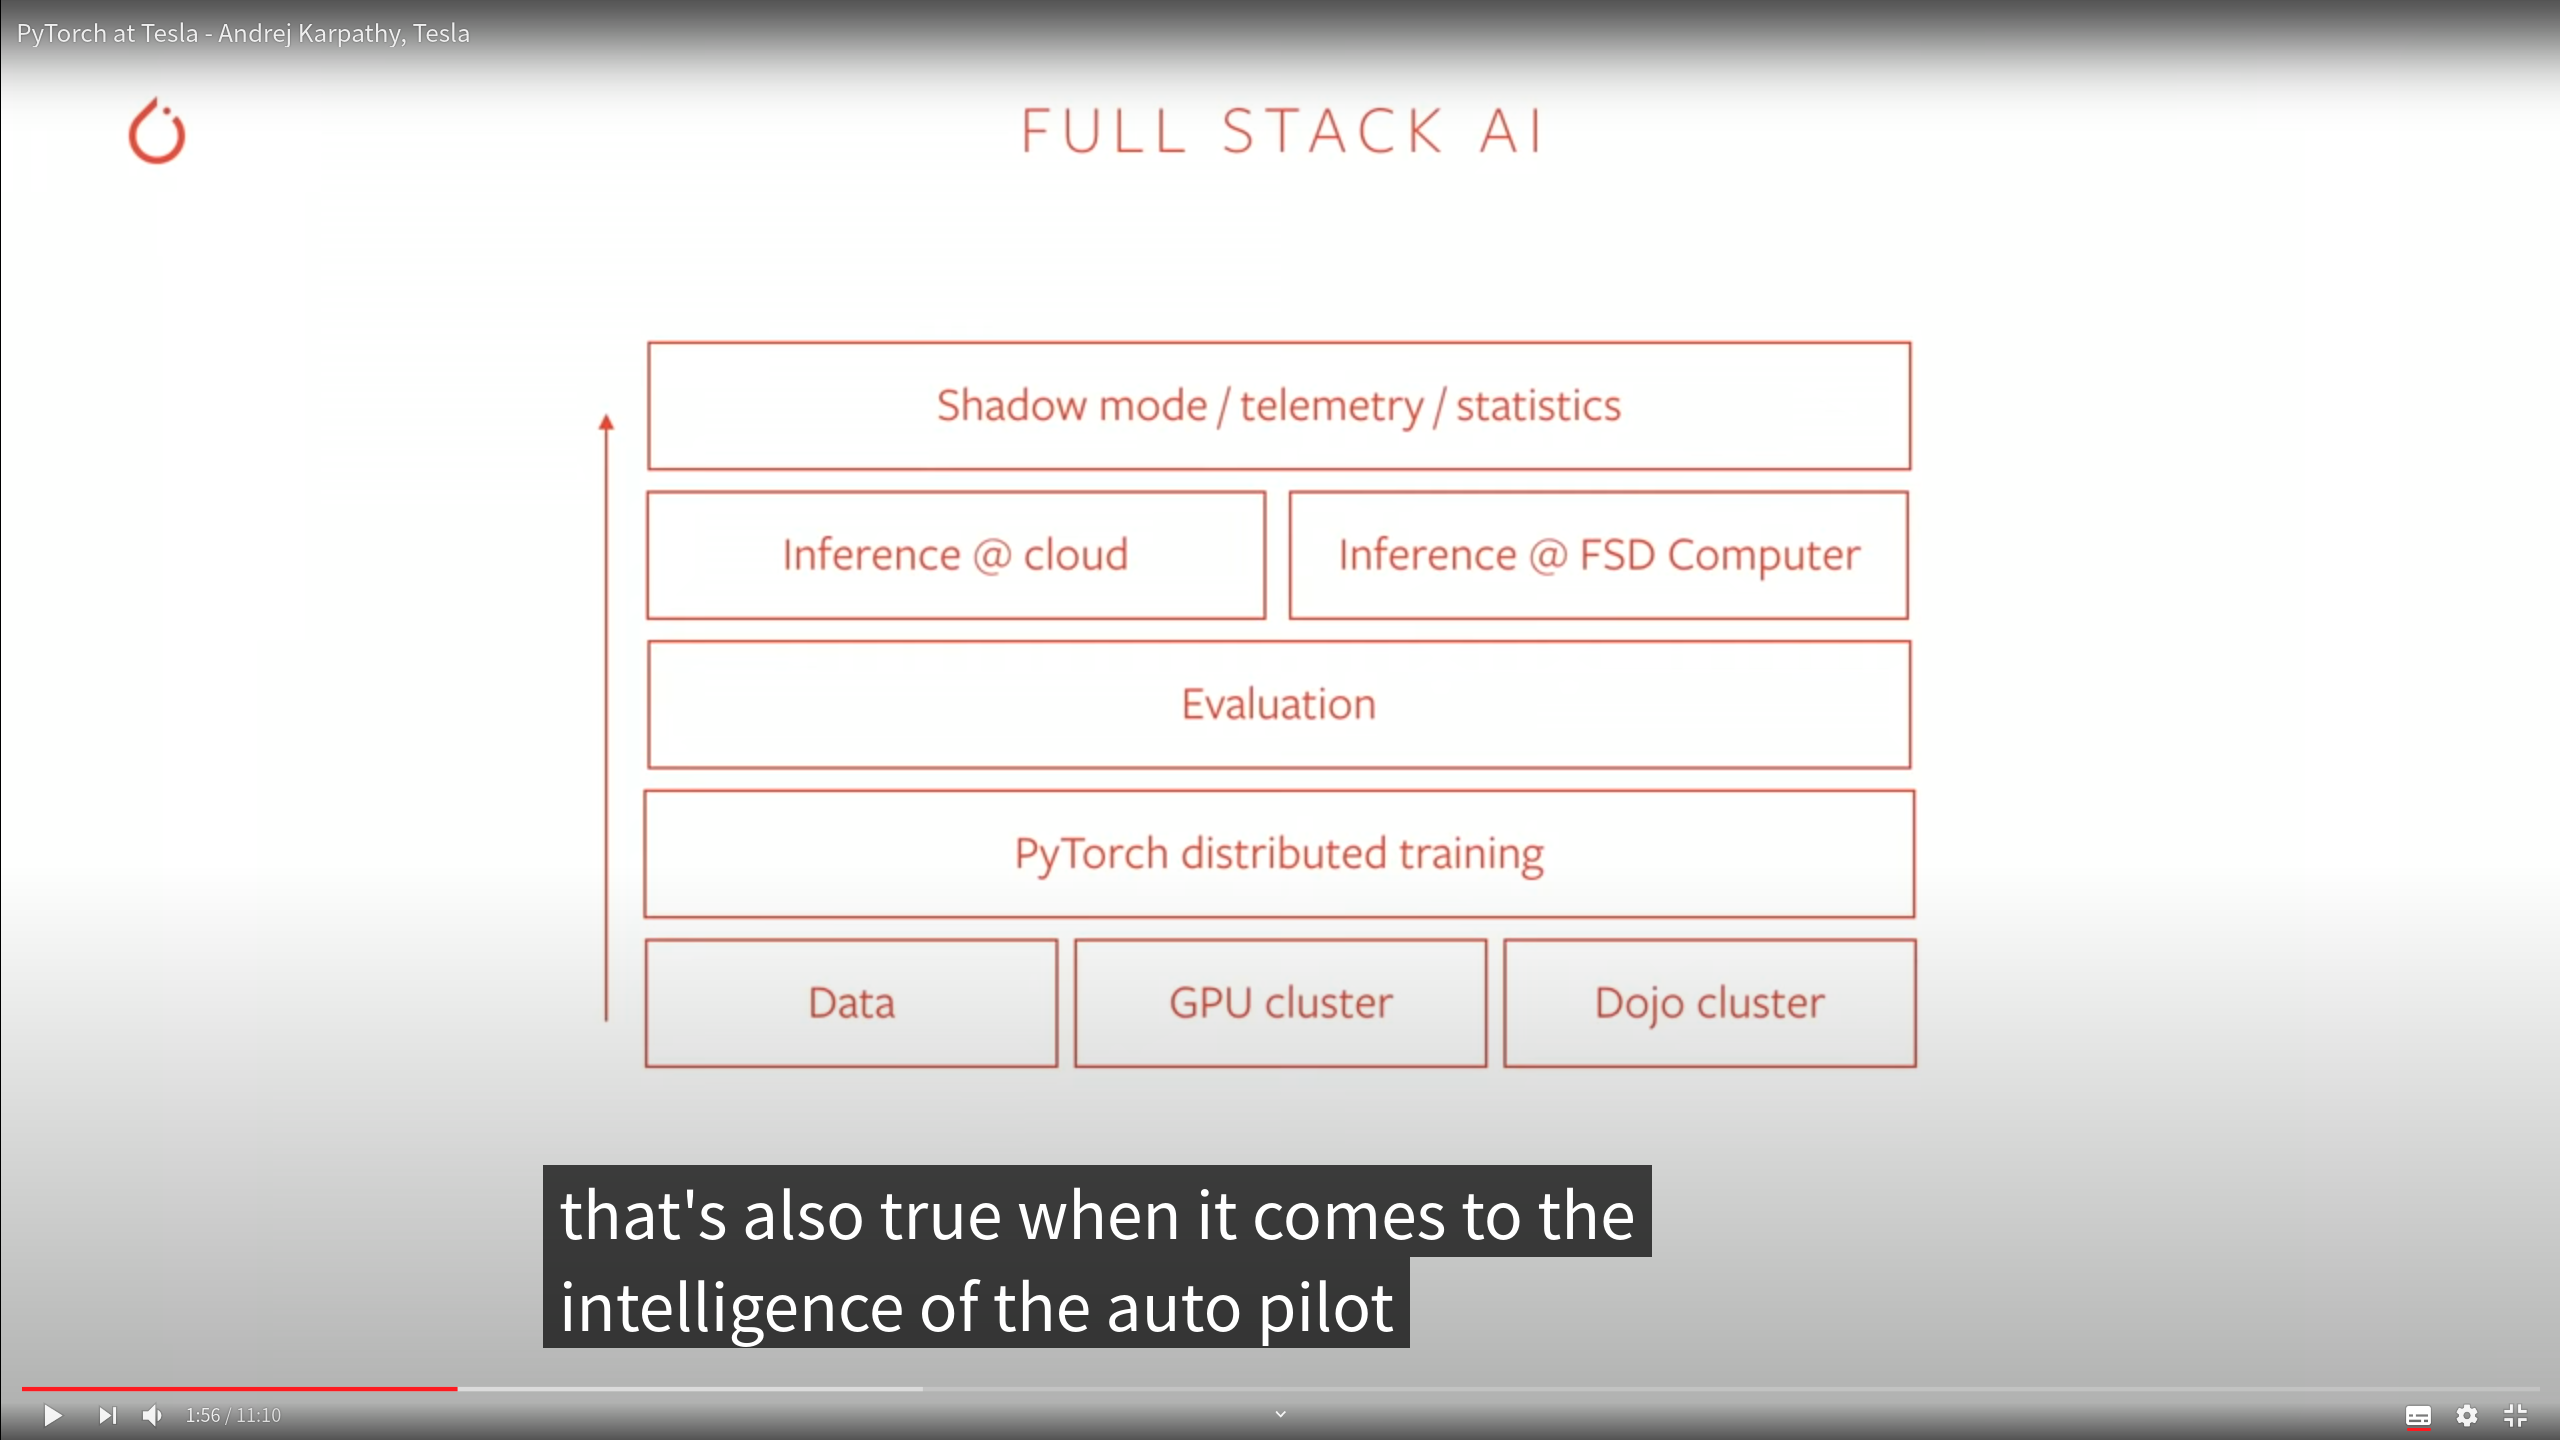 PyTorch at Tesla - Andrej Karpathy, Tesla
FULL STACK AI
Shadow mode / telemetry / statistics
Inference @ cloud
Inference @ FSD Computer
Evaluation
PyTorch distributed training
Data
GPU cluster
Dojo cluster
that's also true when it comes to the
intelligence of the auto pilot
1:56 / 11:10